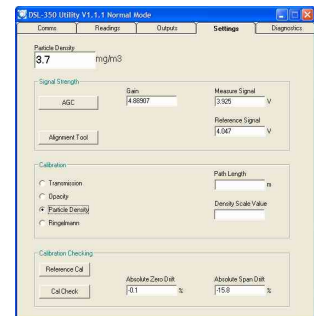 DSL-350 Utility V1.1.1 Normal Mode
Comms Readings Outputs Settings Diagnostics
Particle Density
3.7 mg/m3
Signal Strength
Gain Measure Signal
AGC 4.88907 3.925 V
Reference Signal
4.047 V
Alignment Tool
Calibration
Path Length
Transmission
m
Opacity
Density Scale Value
Particle Density
Ringelmann
Calibration Checking
Reference Cal
Absolute Zero Drift Absolute Span Drift
Cal Check -0.1 % -15.8 %